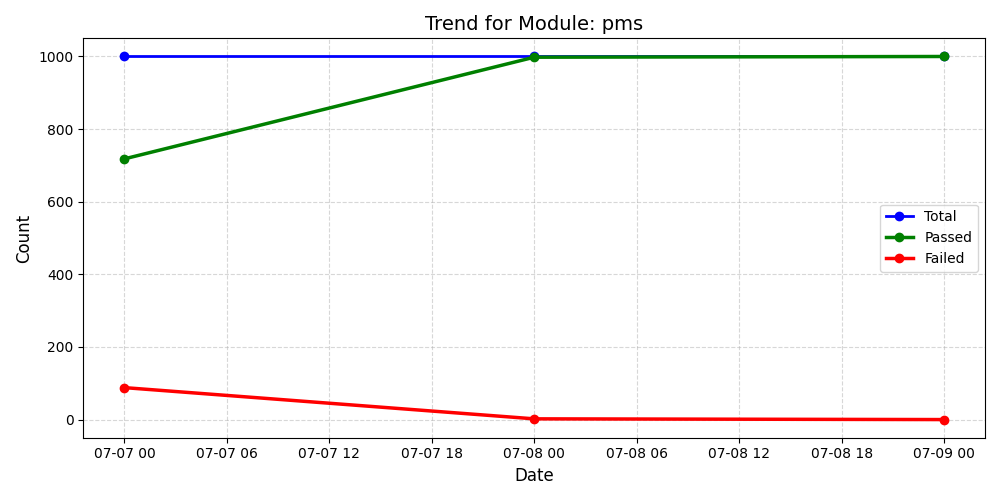 Trend for Module: pms
Count
1000
800
600
400
200
0
Total
Passed
Failed
07-07 00
07-07 06
07-07 12
07-07 18
07-08 00
07-08 06
07-08 12
07-08 18
07-09 00
Date